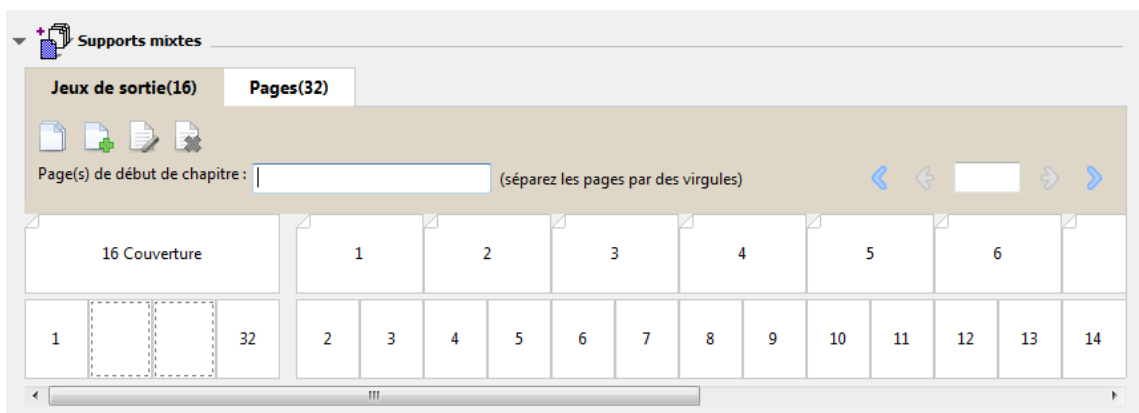 Supports mixtes
Jeux de sortie(16) Pages(32)
Page(s) de début de chapitre : (séparez les pages par des virgules)
16 Couverture 1 2 3 4 5 6
1 32 2 3 4 5 6 7 8 9 10 11 12 13 14